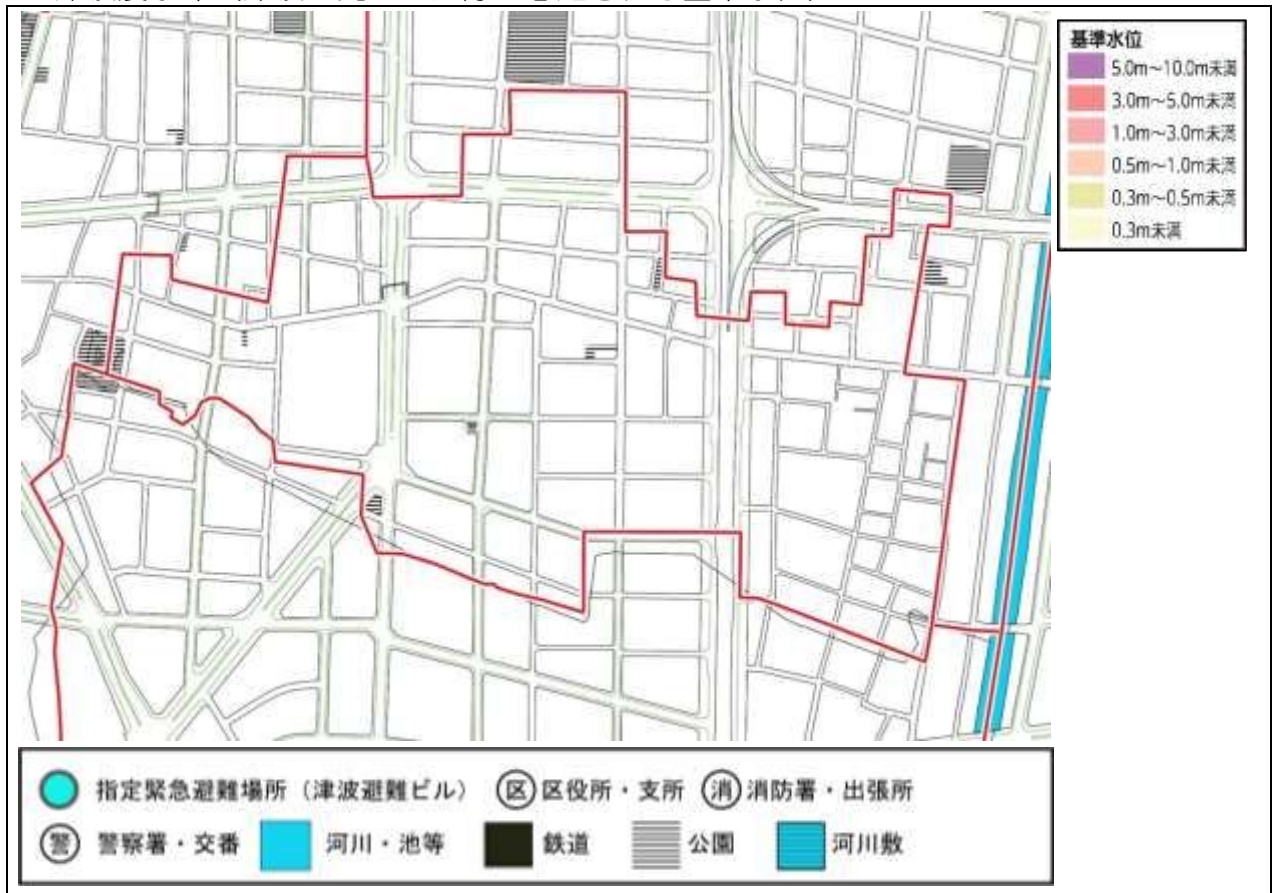 基準水位
5.0m～10.0m未満
3.0m～5.0m未満
1.0m～3.0m未満
0.5m～1.0m未満
0.3m～0.5m未満
0.3m未満
指定緊急避難場所（津波避難ビル） 区 区役所・支所 消 消防署・出張所
警 警察署・交番 河川・池等 鉄道 公園 河川敷